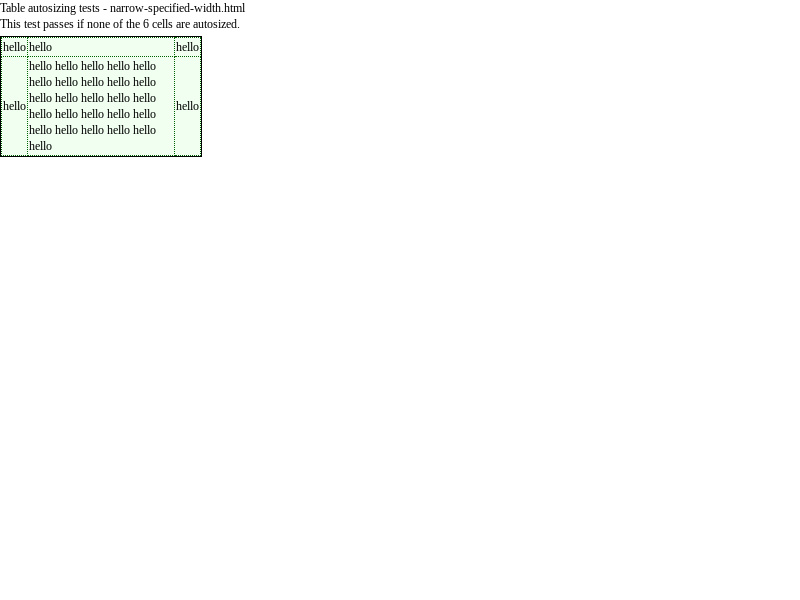 Table autosizing tests - narrow-specified-width.html
This test passes if none of the 6 cells are autosized.
hello hello hello
hello hello hello hello hello hello hello
hello hello hello hello hello
hello hello hello hello hello
hello hello hello hello hello
hello hello hello hello hello
hello